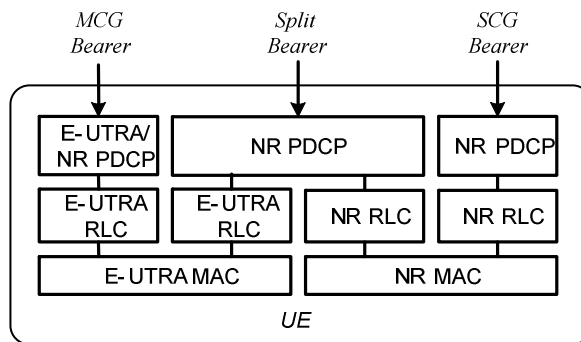 MCG Bearer
Split Bearer
SCG Bearer
E-UTRA/ NR PDCP
NR PDCP
NR PDCP
E-UTRA RLC
E-UTRA RLC
NR RLC
NR RLC
E-UTRA MAC
NR MAC
UE